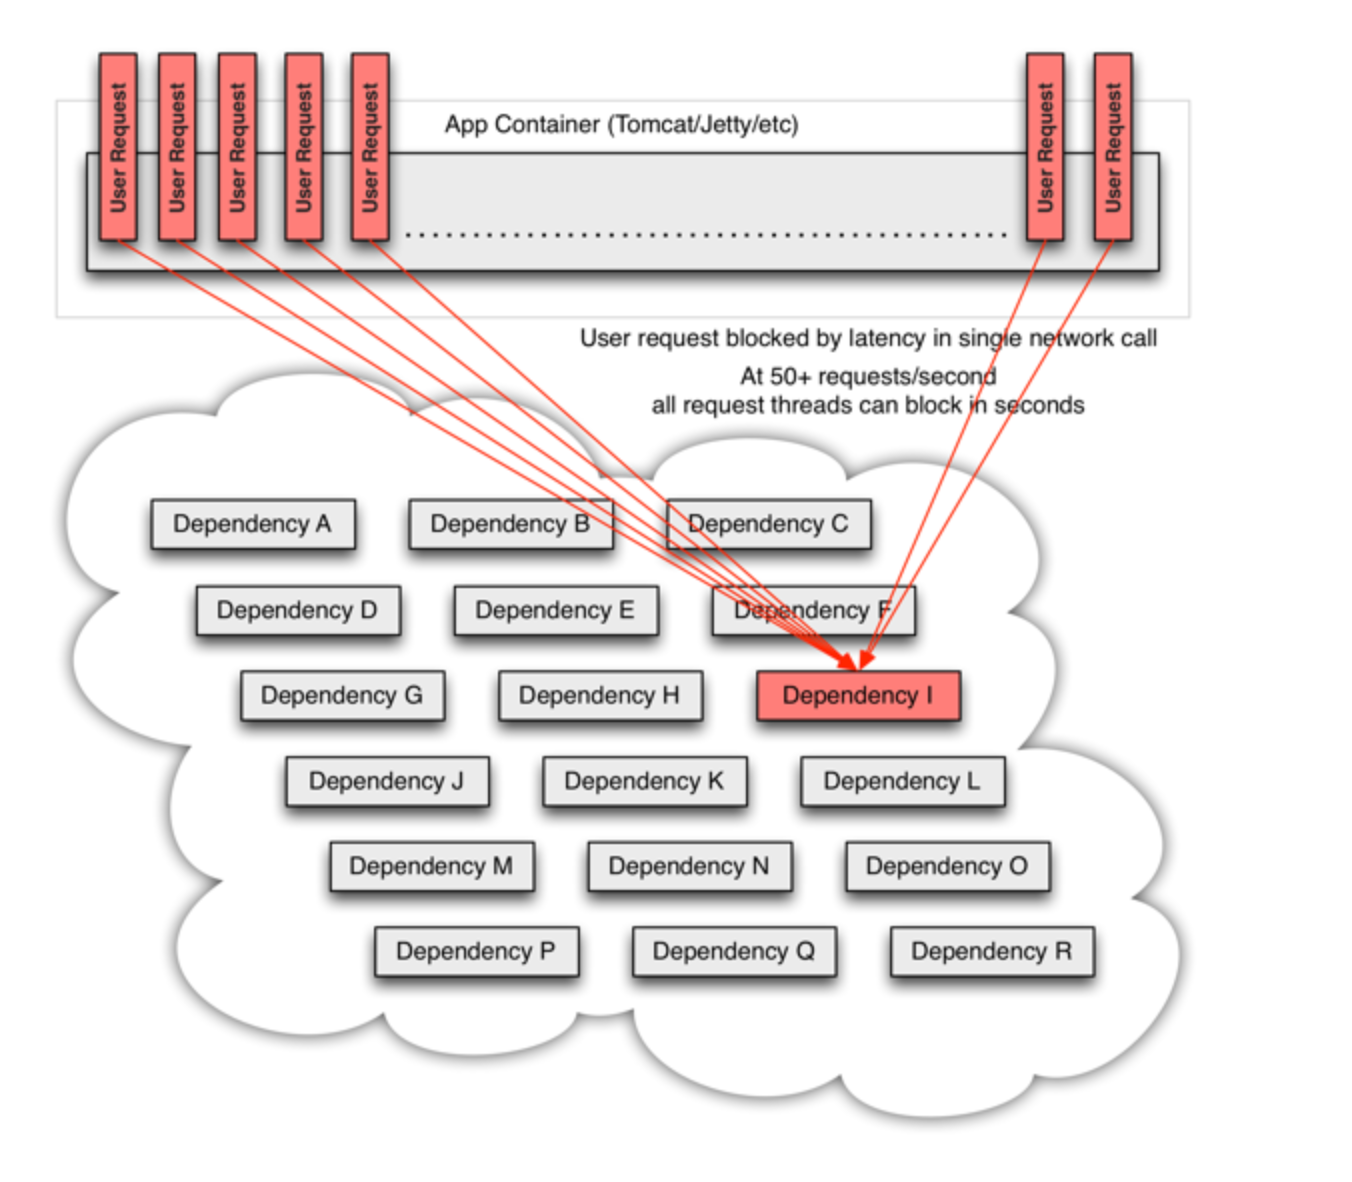 User Request
User Request
User Request
User Request
User Request
User Request
User Request
App Container (Tomcat/Jetty/etc)
User request blocked by latency in single network call
At 50+ requests/second
all request threads can block in seconds
Dependency A
Dependency B
Dependency C
Dependency D
Dependency E
Dependency F
Dependency G
Dependency H
Dependency I
Dependency J
Dependency K
Dependency L
Dependency M
Dependency N
Dependency O
Dependency P
Dependency Q
Dependency R